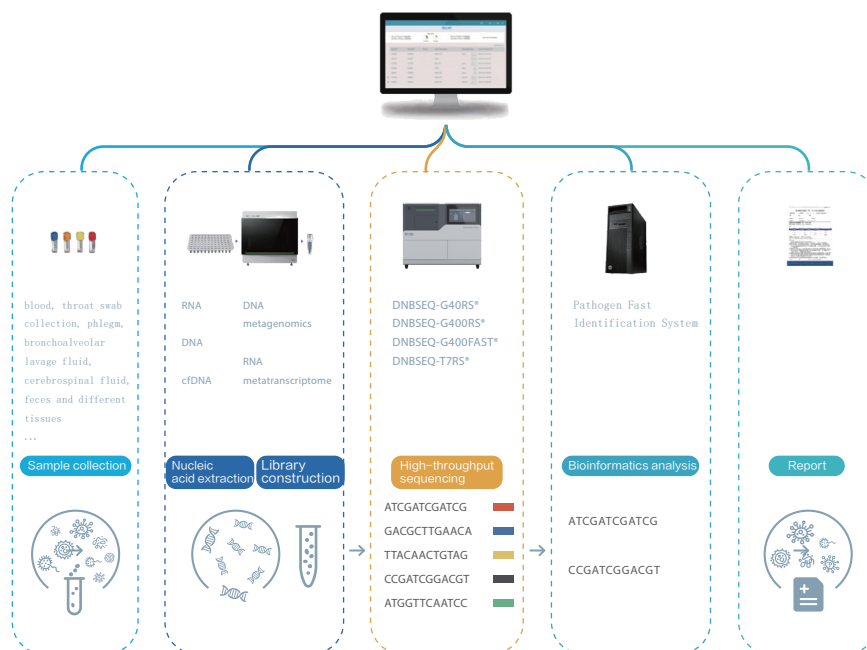 blood, throat swab
collection, phlegm,
bronchoalveolar
lavage fluid,
cerebrospinal fluid,
feces and different
tissues
...
Sample collection
RNA
DNA
cfDNA
DNA
metagenomics
RNA
metatranscriptome
Nucleic
acid extraction
Library
construction
DNBSEQ-G40RS*
DNBSEQ-G400RS*
DNBSEQ-G400FAST*
DNBSEQ-T7RS*
High-throughput
sequencing
ATCGATCGATCG
GACGCTTGAACA
TTACAACTGTAG
CCGATCGGACGT
ATGGTTCAATCC
Pathogen Fast
Identification System
Bioinformatics analysis
ATCGATCGATCG
CCGATCGGACGT
Report